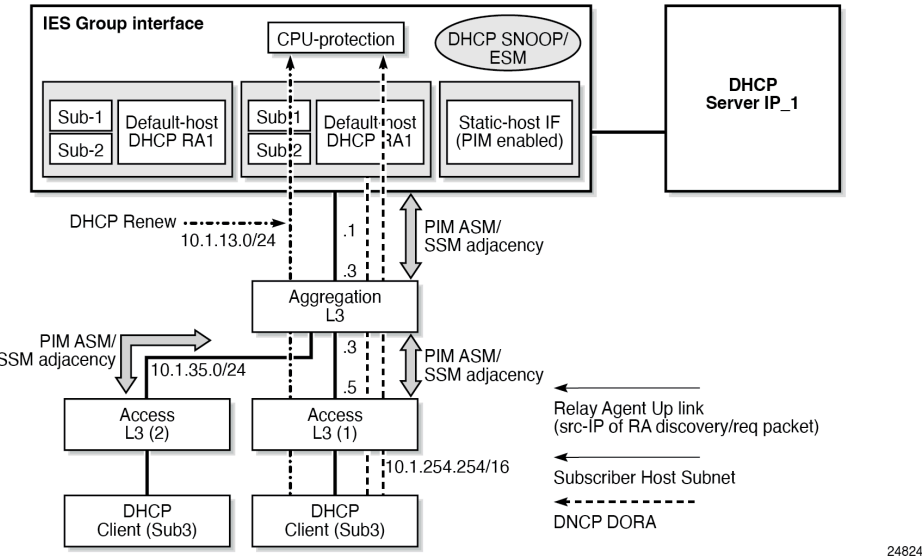 IES Group interface
CPU-protection
DHCP SNOOP/
ESM
DHCP
Server IP_1
Sub-1
Sub-2
Default-host
DHCP RA1
Sub-1
Sub-2
Default-host
DHCP RA1
Static-host IF
(PIM enabled)
DHCP Renew
10.1.13.0/24
.1
.3
PIM ASM/
SSM adjacency
Aggregation
L3
PIM ASM/
SSM adjacency
10.1.35.0/24
.3
.5
PIM ASM/
SSM adjacency
Access
L3 (2)
Access
L3 (1)
10.1.254.254/16
DHCP
Client (Sub3)
DHCP
Client (Sub3)
Relay Agent Up link
(src-IP of RA discovery/req packet)
Subscriber Host Subnet
DNCP DORA
24824